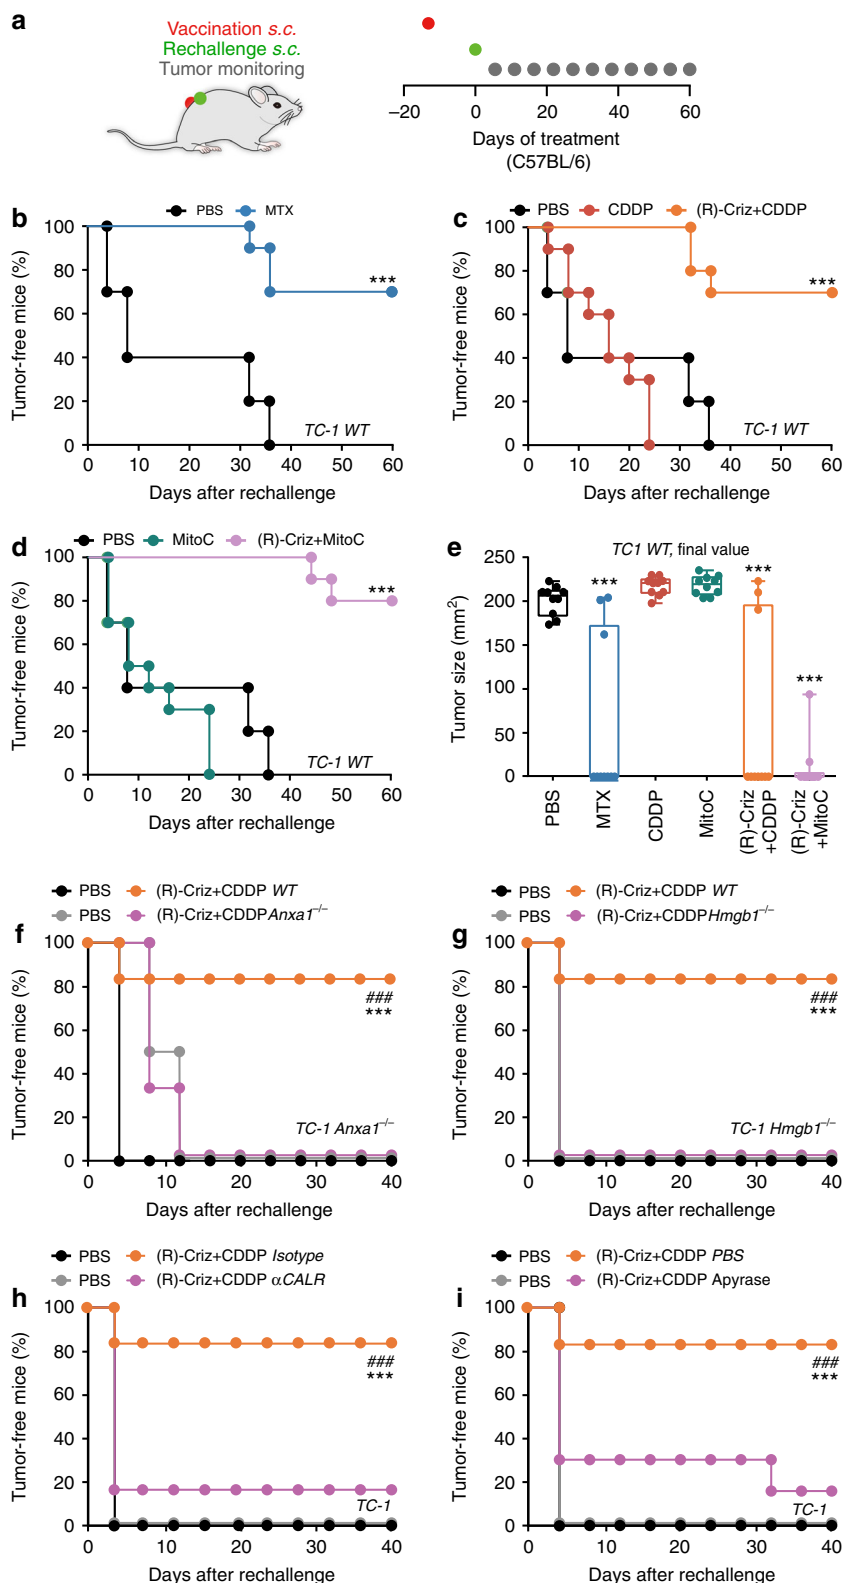 a
Vaccination s.c.
Rechallenge s.c.
Tumor monitoring
–20 0 20 40 60
Days of treatment
(C57BL/6)
b
PBS MTX
Tumor-free mice (%)
100
80
60
40
20
0
***
TC-1 WT
0 10 20 30 40 50 60
Days after rechallenge
c
PBS CDDP (R)-Criz+CDDP
Tumor-free mice (%)
100
80
60
40
20
0
***
TC-1 WT
0 10 20 30 40 50 60
Days after rechallenge
d
PBS MitoC (R)-Criz+MitoC
Tumor-free mice (%)
100
80
60
40
20
0
***
TC-1 WT
0 10 20 30 40 50 60
Days after rechallenge
e
TC1 WT, final value
Tumor size (mm²)
250
200
150
100
50
0
*** *** ***
PBS
MTX
CDDP
MitoC
(R)-Criz
+CDDP
(R)-Criz
+MitoC
f
PBS (R)-Criz+CDDP WT
PBS (R)-Criz+CDDP Anxa1⁻/⁻
Tumor-free mice (%)
100
80
60
40
20
0
###
***
TC-1 Anxa1⁻/⁻
0 10 20 30 40
Days after rechallenge
g
PBS (R)-Criz+CDDP WT
PBS (R)-Criz+CDDP Hmgb1⁻/⁻
Tumor-free mice (%)
100
80
60
40
20
0
###
***
TC-1 Hmgb1⁻/⁻
0 10 20 30 40
Days after rechallenge
h
PBS (R)-Criz+CDDP Isotype
PBS (R)-Criz+CDDP αCALR
Tumor-free mice (%)
100
80
60
40
20
0
###
***
TC-1
0 20 40
Days after rechallenge
i
PBS (R)-Criz+CDDP PBS
PBS (R)-Criz+CDDP Apyrase
Tumor-free mice (%)
100
80
60
40
20
0
###
***
TC-1
0 10 20 30 40
Days after rechallenge